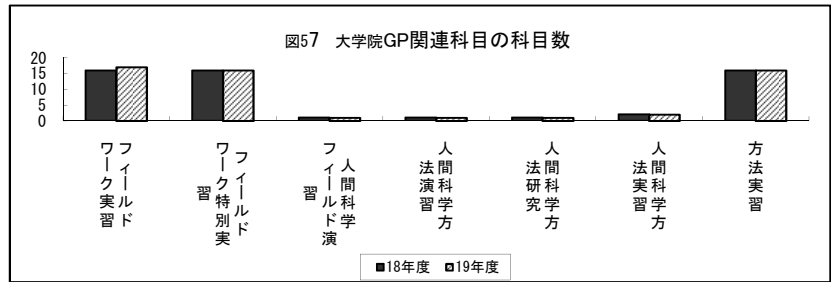 図57 大学院GP関連科目の科目数
20
15
10
5
0
フィールド
ワーク実習
フィールド
ワーク特別実
習
人間科学
フィールド演
習
人間科学方
法演習
人間科学方
法研究
人間科学方
法実習
方法実習
■18年度 19年度